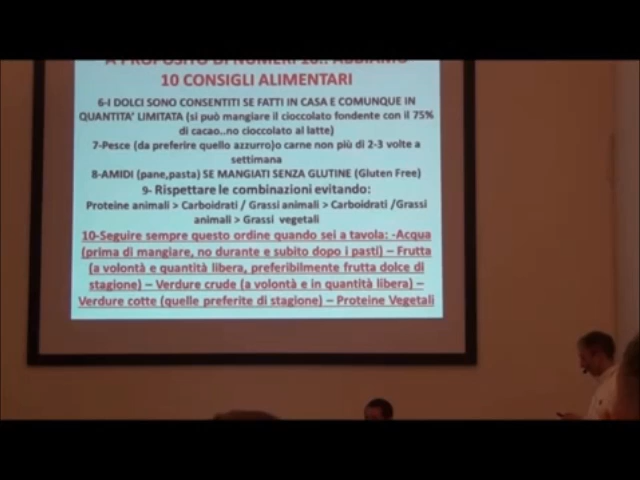 A PROPOSITO DI NUMERI 10.. ABBIAMO
10 CONSIGLI ALIMENTARI
6-I DOLCI SONO CONSENTITI SE FATTI IN CASA E COMUNQUE IN
QUANTITA' LIMITATA (si può mangiare il cioccolato fondente con il 75%
di cacao..no cioccolato al latte)
7-Pesce (da preferire quello azzurro)o carne non più di 2-3 volte a
settimana
8-AMIDI (pane,pasta) SE MANGIATI SENZA GLUTINE (Gluten Free)
9- Rispettare le combinazioni evitando:
Proteine animali > Carboidrati / Grassi animali > Carboidrati /Grassi
animali > Grassi vegetali
10-Seguire sempre questo ordine quando sei a tavola: -Acqua
(prima di mangiare, no durante e subito dopo i pasti) – Frutta
(a volontà e quantità libera, preferibilmente frutta dolce di
stagione) – Verdure crude (a volontà e in quantità libera) –
Verdure cotte (quelle preferite di stagione) – Proteine Vegetali